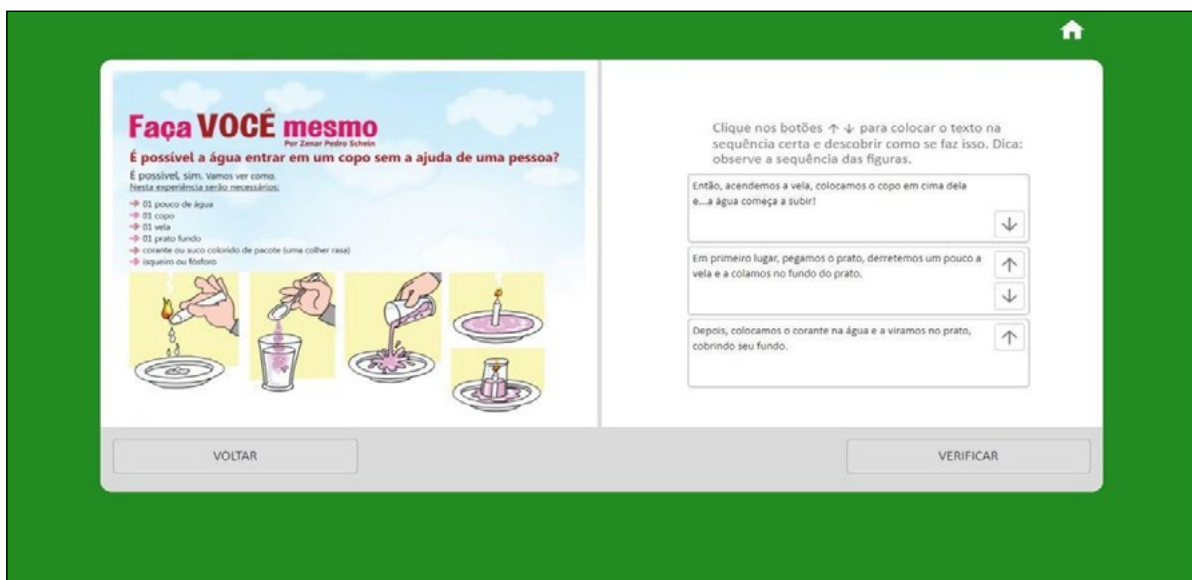 Faça VOCÊ mesmo
Por Zenar Pedro Schein
É possível a água entrar em um copo sem a ajuda de uma pessoa?
É possível, sim. Vamos ver como.
Nesta experiência serão necessários:
01 pouco de água
01 copo
01 vela
01 prato fundo
corante ou suco colorido de pacote (uma colher rasa)
isqueiro ou fósforo
Clique nos botões ↑ ↓ para colocar o texto na
sequência certa e descobrir como se faz isso. Dica:
observe a sequência das figuras.
Então, acendemos a vela, colocamos o copo em cima dela
e...a água começa a subir!
Em primeiro lugar, pegamos o prato, derretemos um pouco a
vela e a colamos no fundo do prato.
Depois, colocamos o corante na água e a viramos no prato,
cobrindo seu fundo.
VOLTAR
VERIFICAR